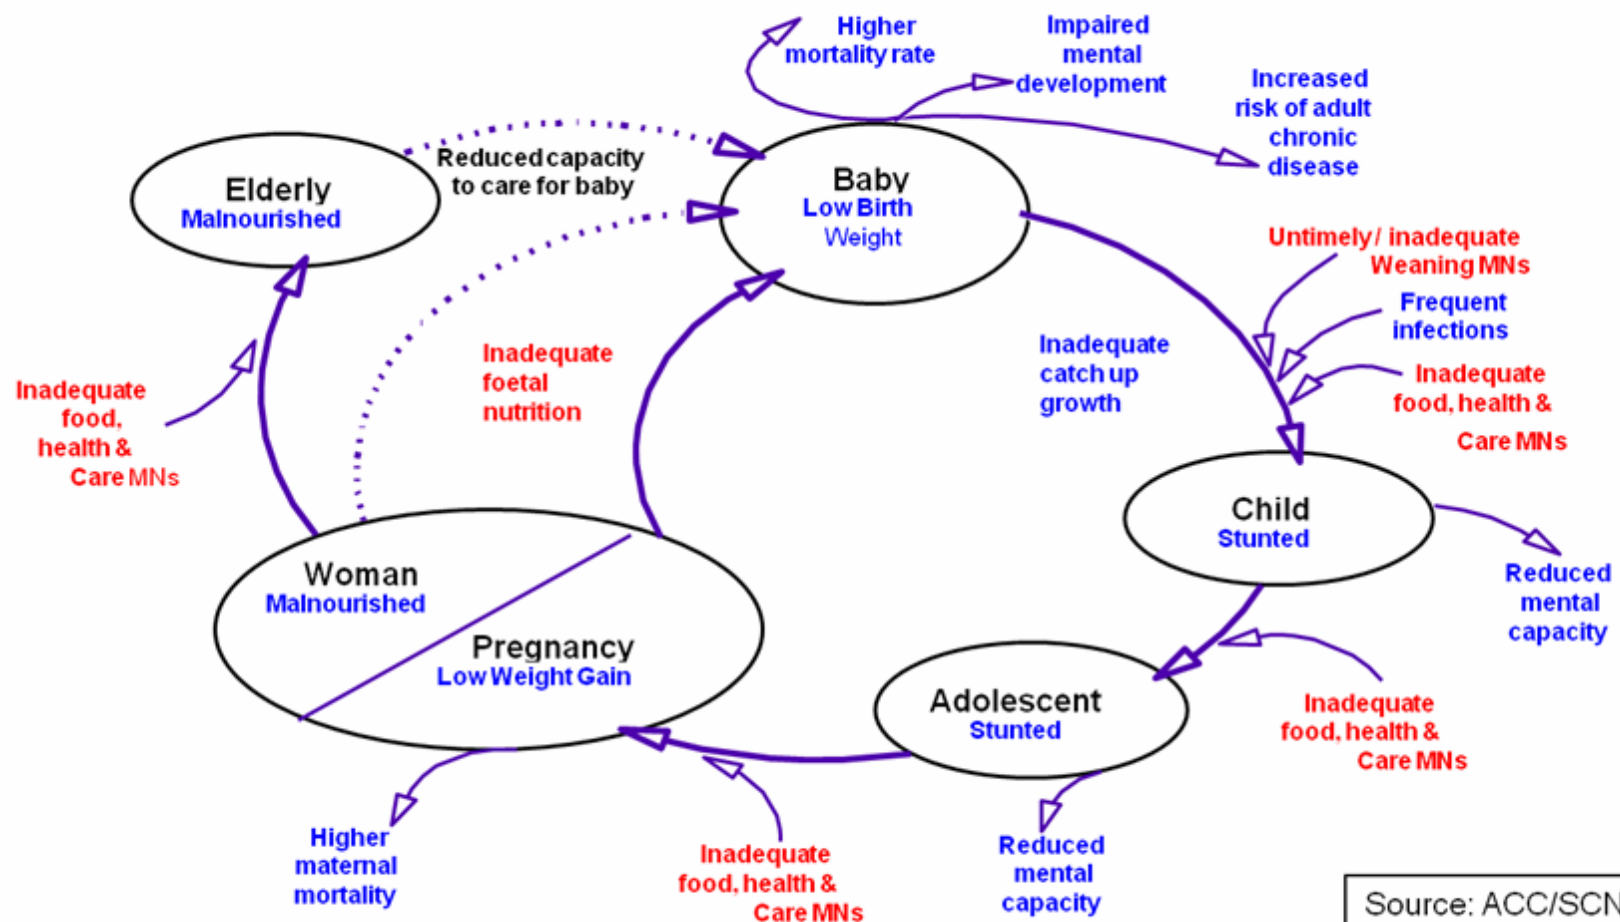 Higher
mortality rate
Impaired
mental
development
Increased
risk of adult
chronic
disease
Elderly
Malnourished
Reduced capacity
to care for baby
Baby
Low Birth
Weight
Untimely / inadequate
Weaning MNs
Frequent
infections
Inadequate
food, health &
Care MNs
Inadequate
catch up
growth
Inadequate
foetal
nutrition
Inadequate
food,
health &
Care MNs
Child
Stunted
Reduced
mental
capacity
Woman
Malnourished
Pregnancy
Low Weight Gain
Adolescent
Stunted
Inadequate
food, health &
Care MNs
Higher
maternal
mortality
Inadequate
food, health &
Care MNs
Reduced
mental
capacity
Source: ACC/SCN